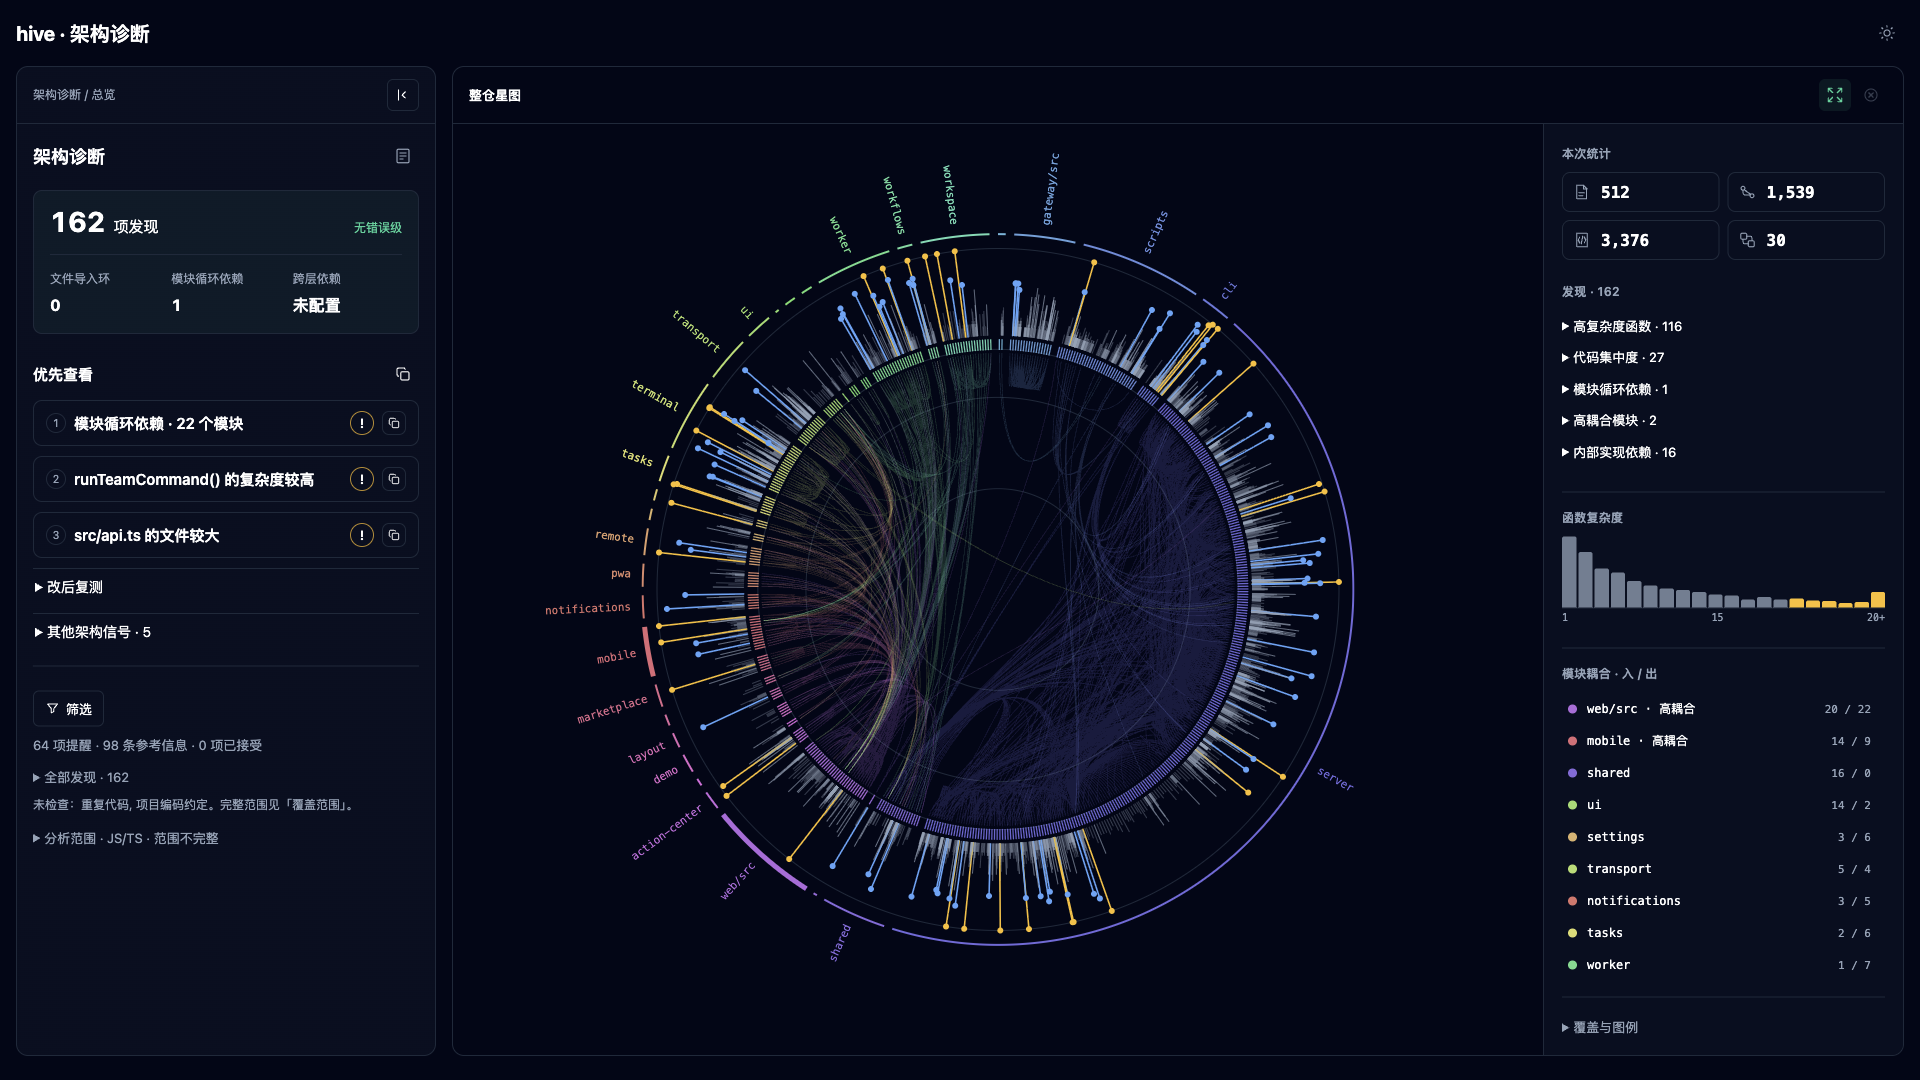 hive · 架构诊断
架构诊断 / 总览
架构诊断
162 项发现
无错误级
文件导入环
模块循环依赖
跨层依赖
0
1
未配置
优先查看
1 模块循环依赖 · 22 个模块 !
2 runTeamCommand() 的复杂度较高 !
3 src/api.ts 的文件较大 !
改后复测
其他架构信号 · 5
筛选
64 项提醒 · 98 条参考信息 · 0 项已接受
全部发现 · 162
未检查：重复代码, 项目编码约定。完整范围见「覆盖范围」。
分析范围 · JS/TS · 范围不完整
整仓星图
gateway/src
scripts
cli
server
shared
web/src
action-center
demo
layout
marketplace
mobile
notifications
pwa
remote
tasks
terminal
transport
ui
worker
workflows
workspace
本次统计
512
1,539
3,376
30
发现 · 162
高复杂度函数 · 116
代码集中度 · 27
模块循环依赖 · 1
高耦合模块 · 2
内部实现依赖 · 16
函数复杂度
1 15 20+
模块耦合 · 入 / 出
web/src · 高耦合 20 / 22
mobile · 高耦合 14 / 9
shared 16 / 0
ui 14 / 2
settings 3 / 6
transport 5 / 4
notifications 3 / 5
tasks 2 / 6
worker 1 / 7
覆盖与图例